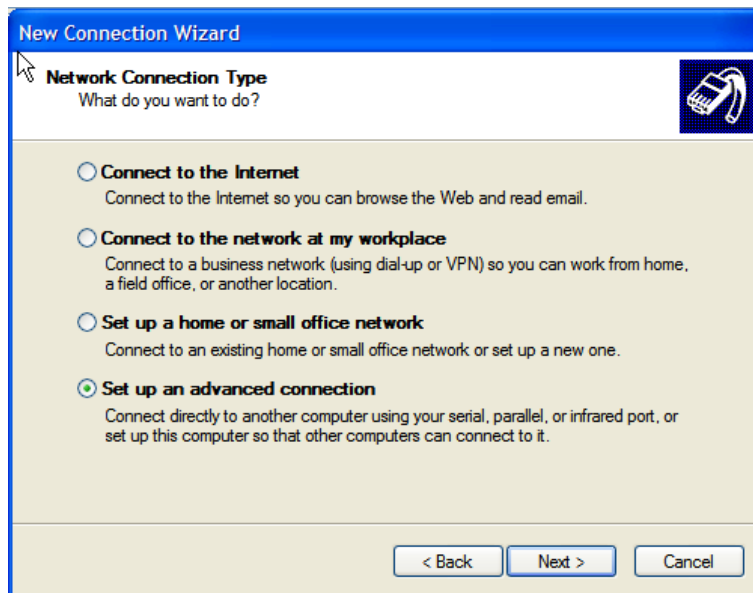 New Connection Wizard
Network Connection Type
What do you want to do?
Connect to the Internet
Connect to the Internet so you can browse the Web and read email.
Connect to the network at my workplace
Connect to a business network (using dial-up or VPN) so you can work from home,
a field office, or another location.
Set up a home or small office network
Connect to an existing home or small office network or set up a new one.
Set up an advanced connection
Connect directly to another computer using your serial, parallel, or infrared port, or
set up this computer so that other computers can connect to it.
< Back Next > Cancel